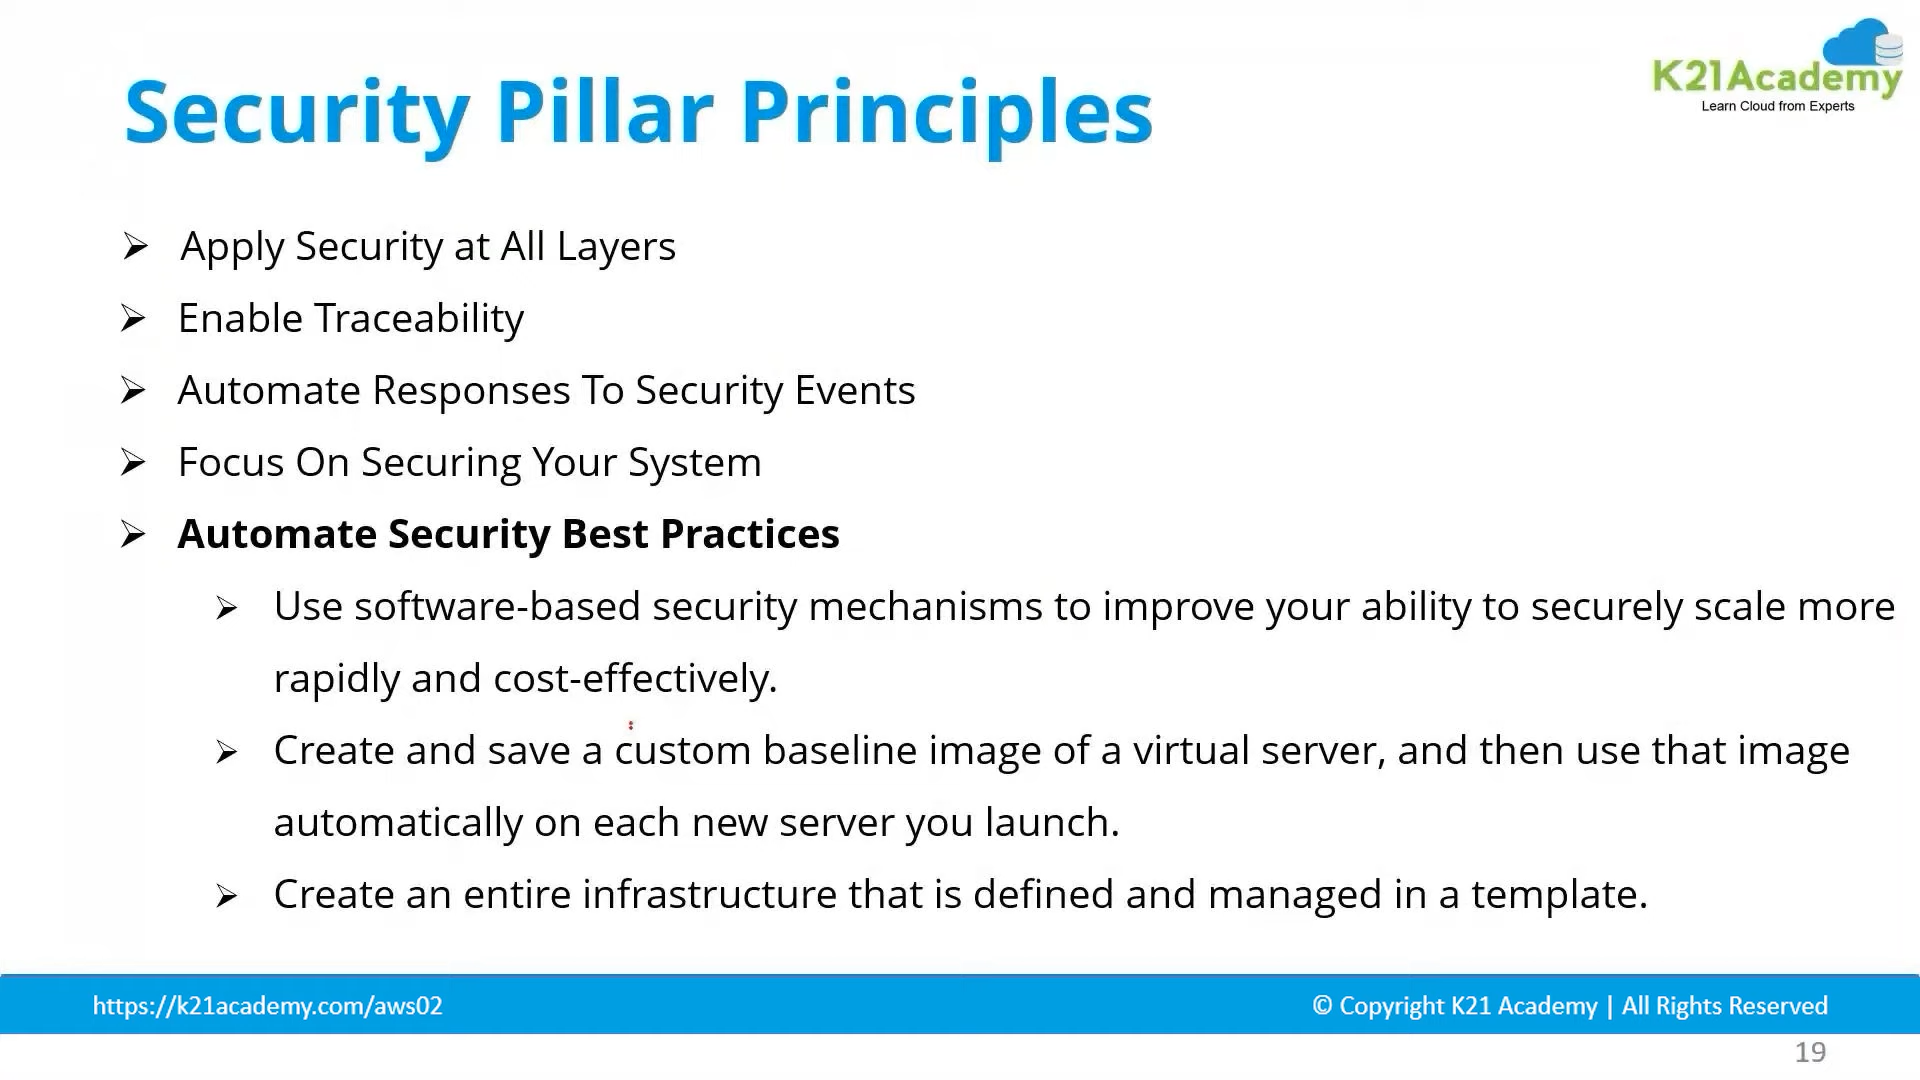 Security Pillar Principles
K21Academy
Learn Cloud from Experts
Apply Security at All Layers
Enable Traceability
Automate Responses To Security Events
Focus On Securing Your System
Automate Security Best Practices
Use software-based security mechanisms to improve your ability to securely scale more
rapidly and cost-effectively.
Create and save a custom baseline image of a virtual server, and then use that image
automatically on each new server you launch.
Create an entire infrastructure that is defined and managed in a template.
https://k21academy.com/aws02
© Copyright K21 Academy | All Rights Reserved
19